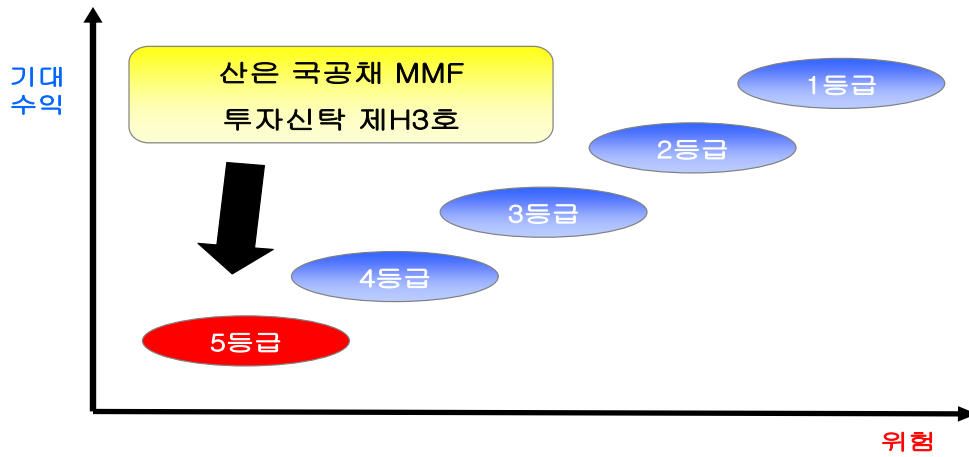 기대
수익
산은 국공채 MMF
투자신탁 제H3호
1등급
2등급
3등급
4등급
5등급
위험